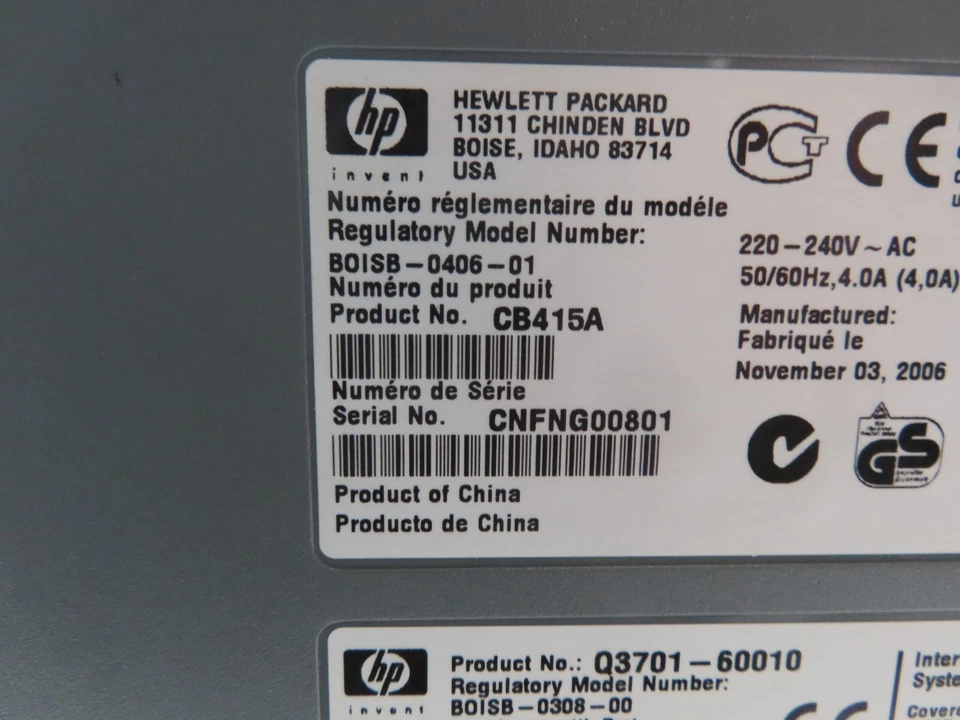 hp
invent
HEWLETT PACKARD
11311 CHINDEN BLVD
BOISE, IDAHO 83714
USA
Numéro réglementaire du modéle
Regulatory Model Number:
BOISB-0406-01
Numéro du produit
Product No. CB415A
Numéro de Série
Serial No. CNFNG00801
Product of China
Producto de China
PCT
CE
220-240V~AC
50/60Hz,4.0A (4,0A)
Manufactured:
Fabriqué le
November 03, 2006
GS
hp
invent
Product No.: Q3701-60010
Regulatory Model Number:
BOISB-0308-00